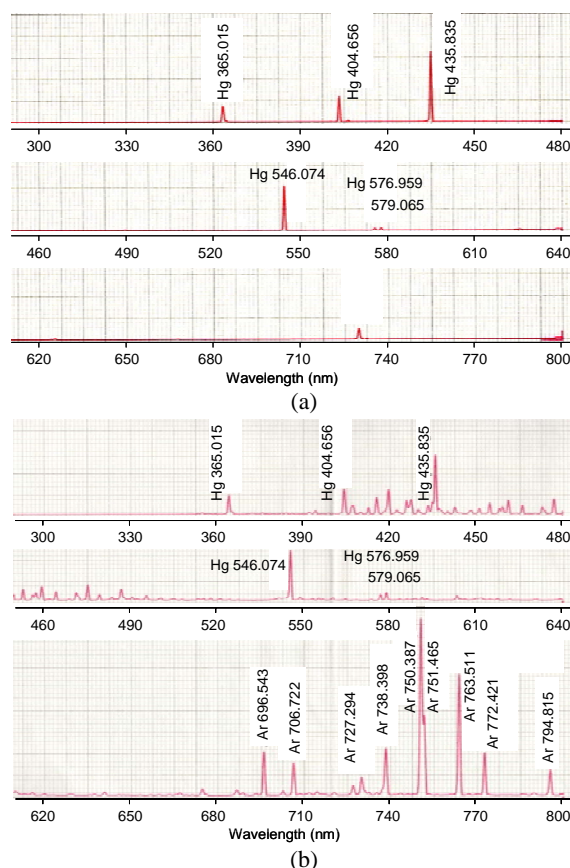 Hg 365.015
Hg 404.656
Hg 435.835
300 330 360 390 420 450 480
Hg 546.074
Hg 576.959
579.065
460 490 520 550 580 610 640
620 650 680 710 740 770 800
Wavelength (nm)
(a)
Hg 365.015
Hg 404.656
Hg 435.835
300 330 360 390 420 450 480
Hg 546.074
Hg 576.959
579.065
460 490 520 550 580 610 640
Ar 696.543
Ar 706.722
Ar 727.294
Ar 738.398
Ar 750.387
Ar 751.465
Ar 763.511
Ar 772.421
Ar 794.815
620 650 680 710 740 770 800
Wavelength (nm)
(b)